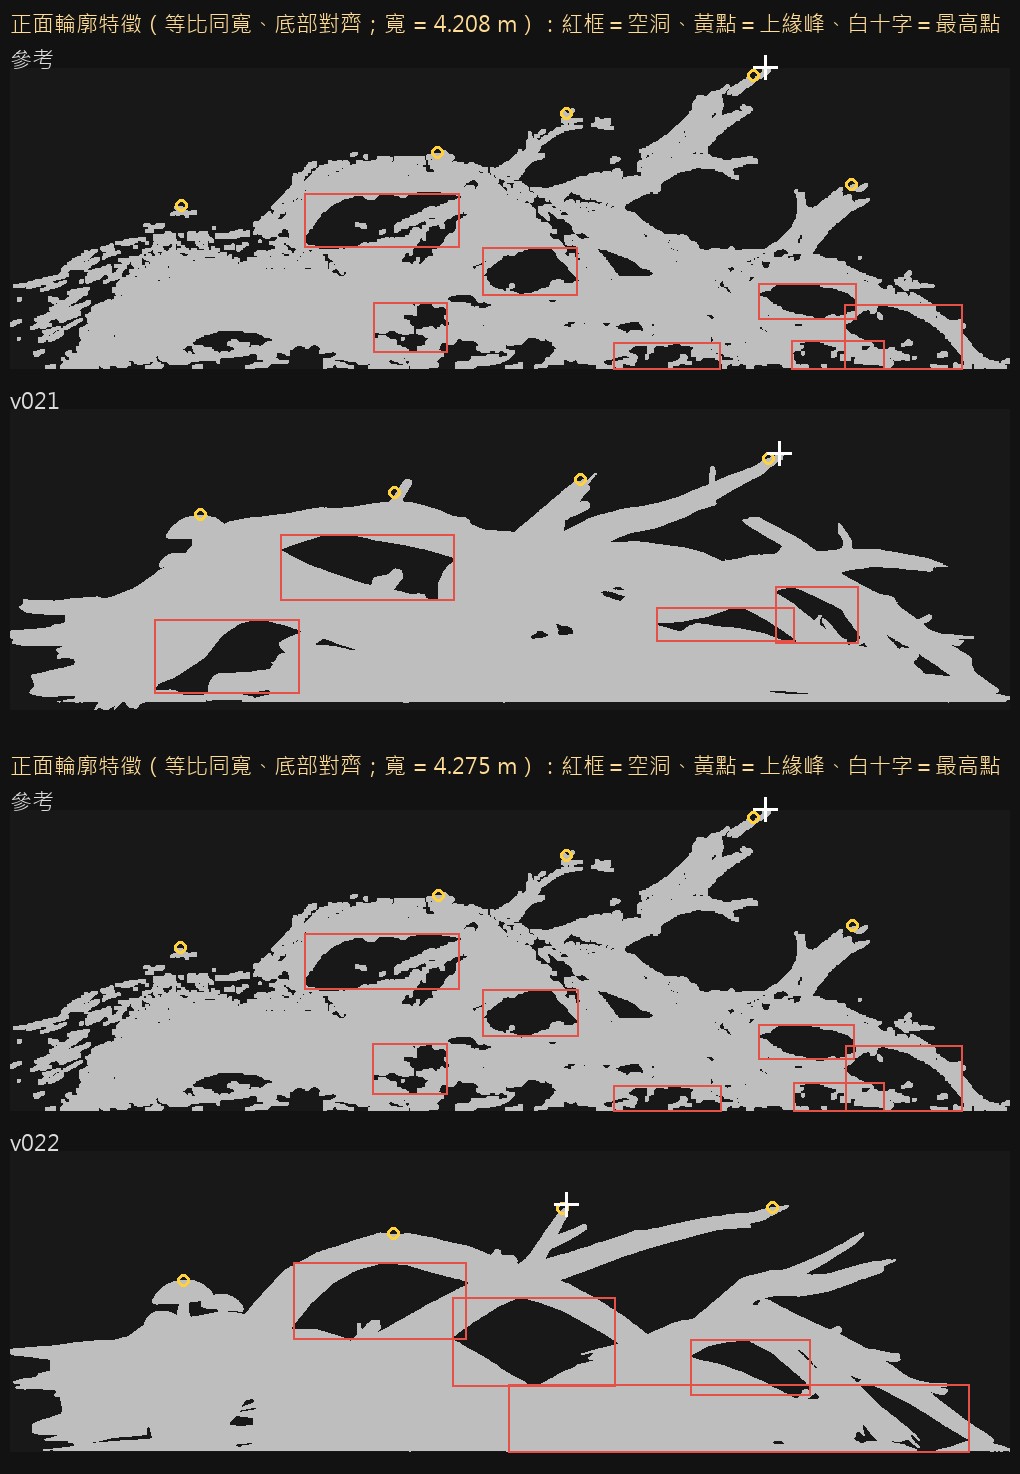 正面輪廓特徵（等比同寬、底部對齊；寬 = 4.208 m）：紅框＝空洞、黃點＝上緣峰、白十字＝最高點
參考
v021
正面輪廓特徵（等比同寬、底部對齊；寬 = 4.275 m）：紅框＝空洞、黃點＝上緣峰、白十字＝最高點
參考
v022